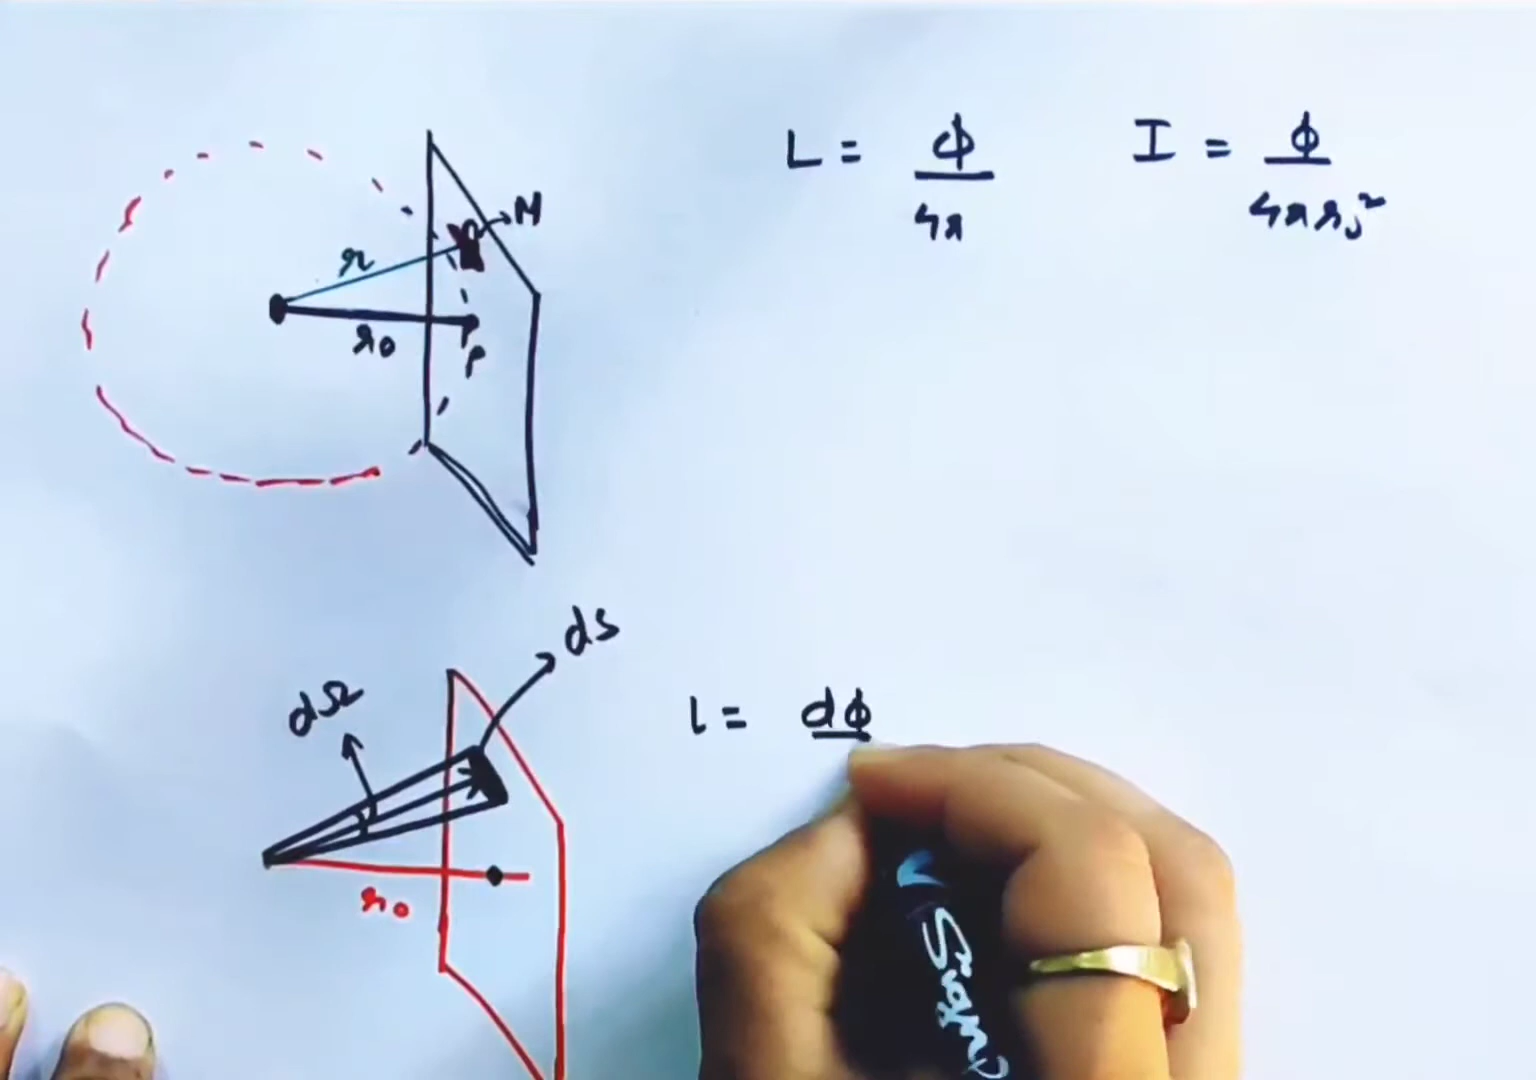 L = ϕ / 4π
I = ϕ / 4πr₀²
M
r
r₀
P
ds
dΩ
L = dϕ
r₀